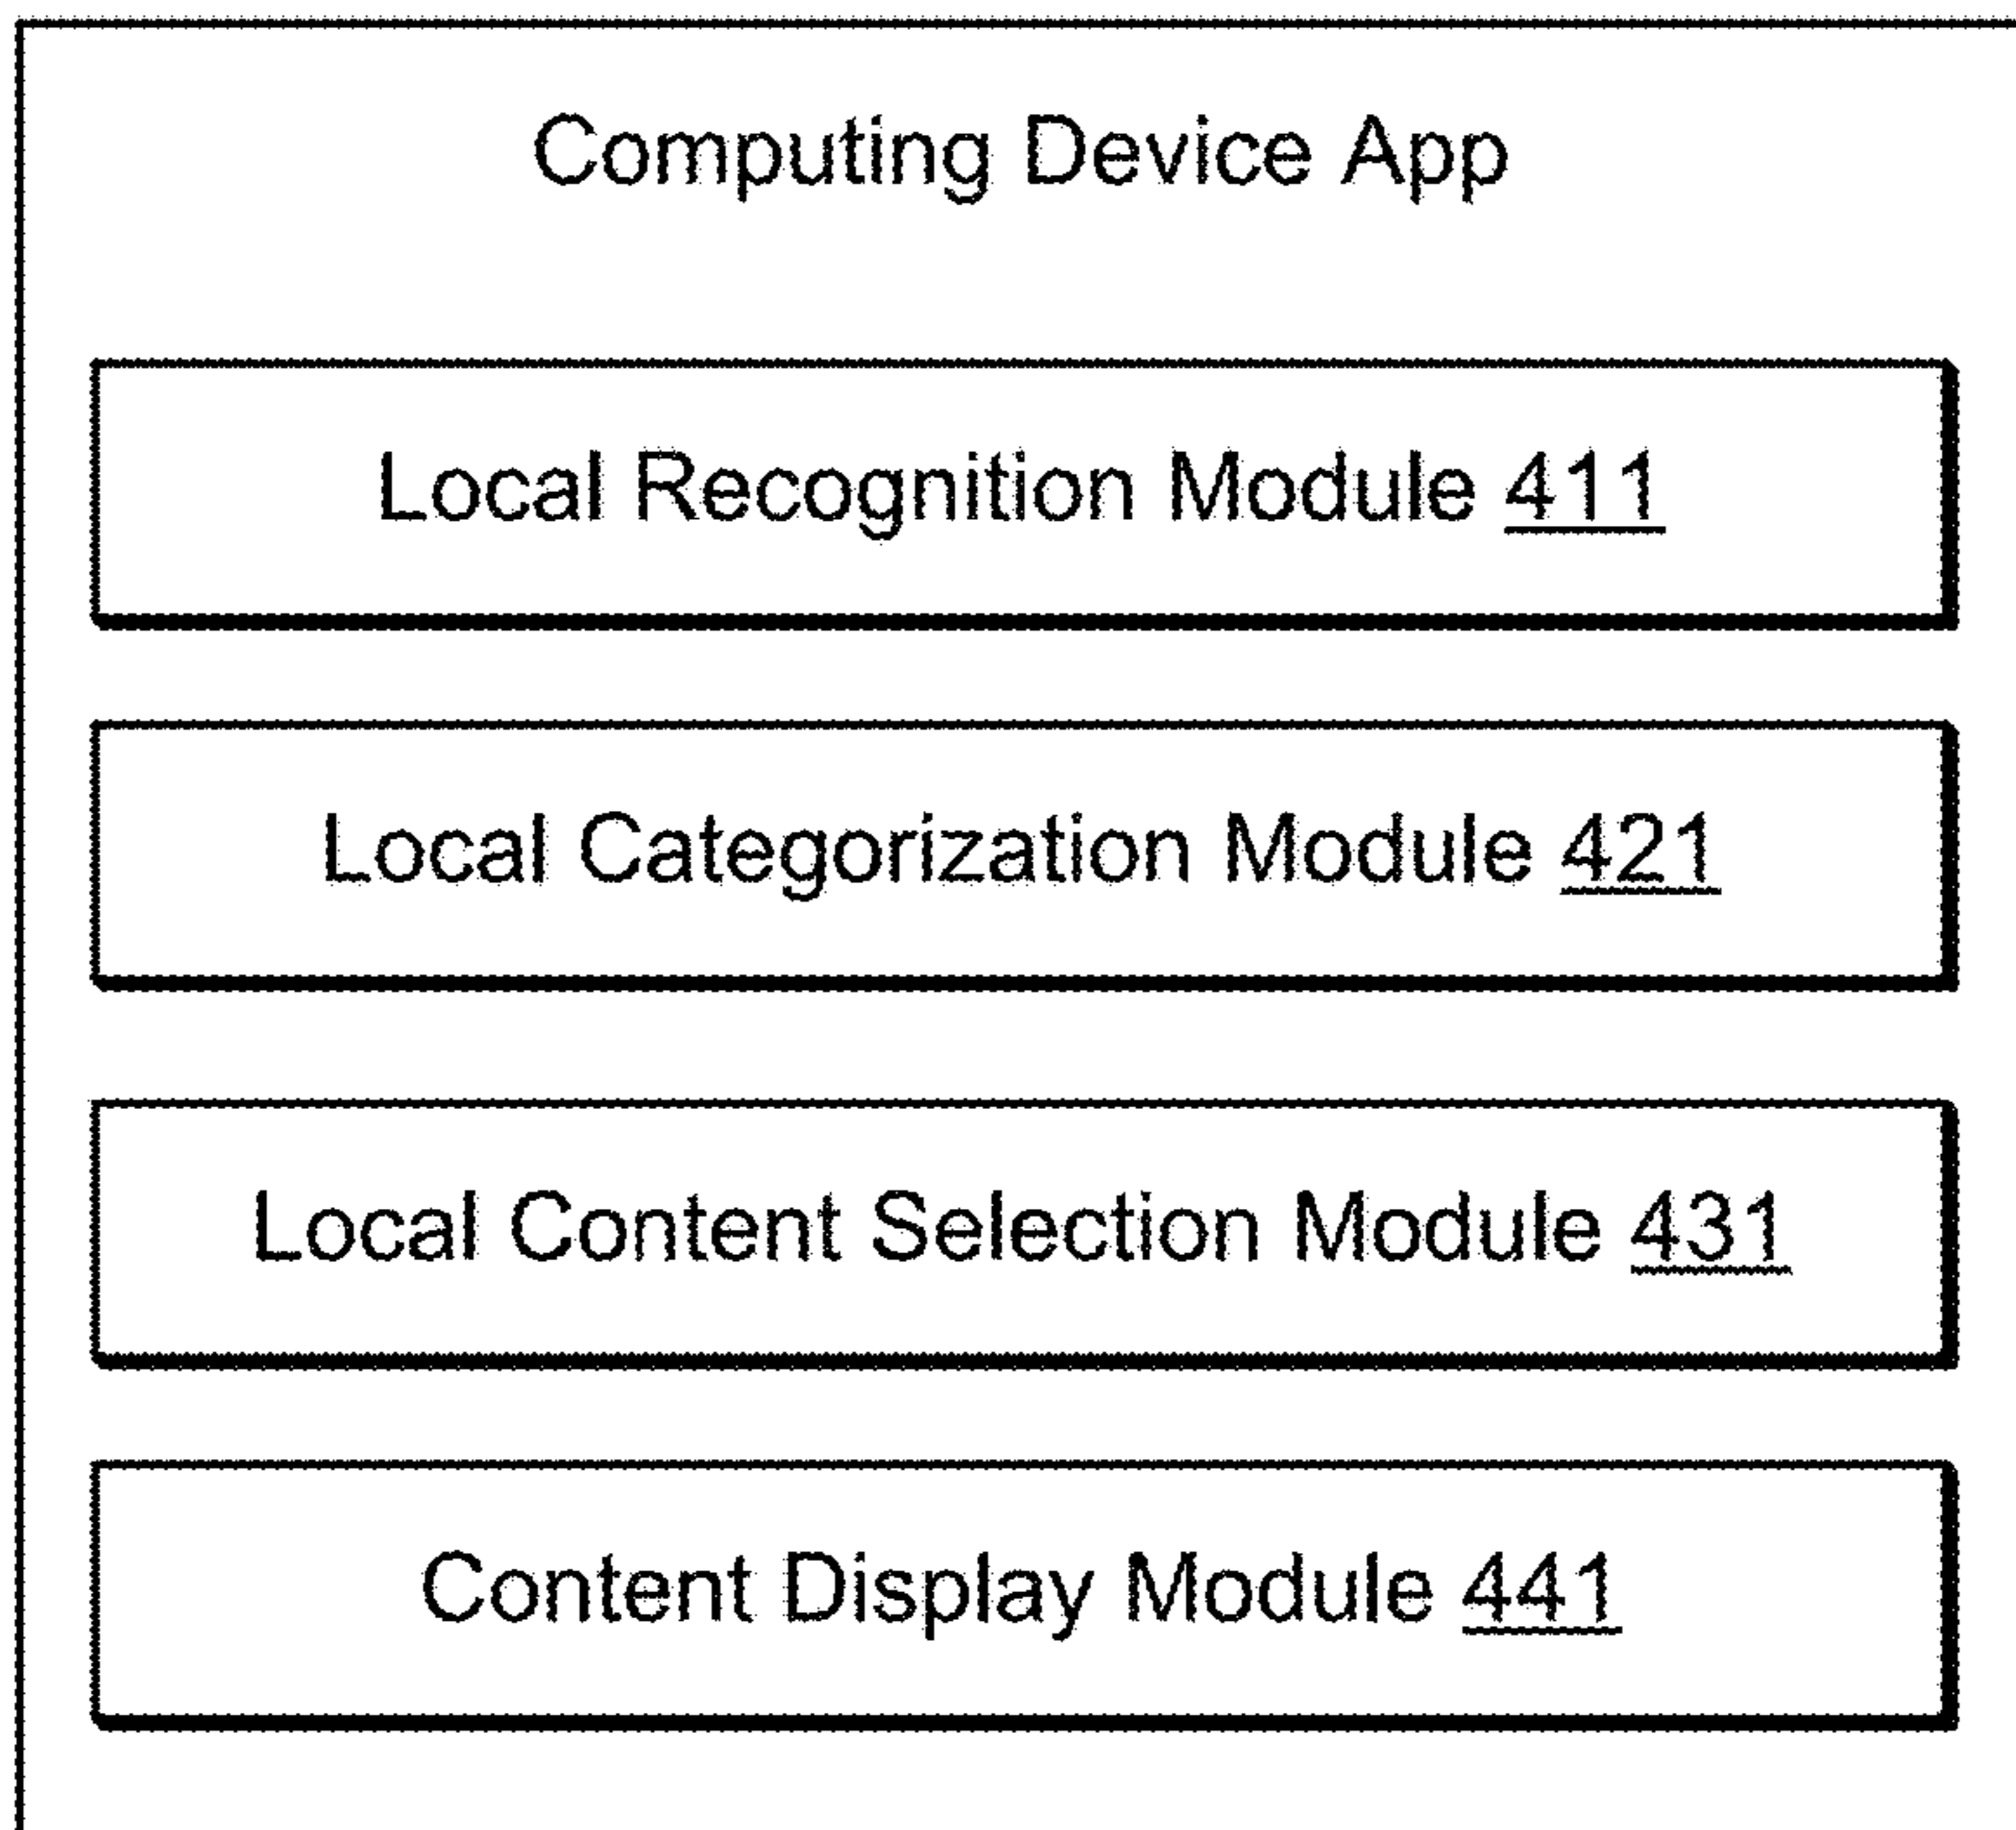 Computing Device App
Local Recognition Module 411
Local Categorization Module 421
Local Content Selection Module 431
Content Display Module 441